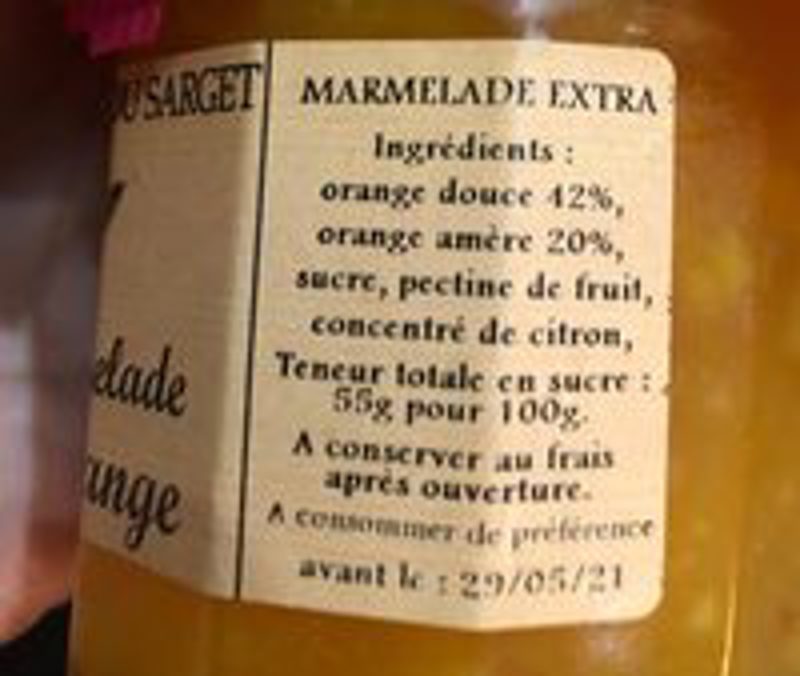 OU SARGET
elade
ange
MARMELADE EXTRA
Ingrédients :
orange douce 42%,
orange amère 20%,
sucre, pectine de fruit,
concentré de citron,
Teneur totale en sucre :
55g pour 100g.
A conserver au frais
après ouverture.
A consommer de préférence
avant le : 29/05/21